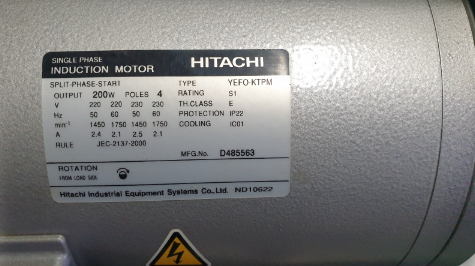 SINGLE PHASE
INDUCTION MOTOR HITACHI
SPLIT-PHASE-START TYPE YEFO-KTPM
OUTPUT 200W POLES 4 RATING S1
V 220 220 230 230 TH.CLASS E
Hz 50 60 50 60 PROTECTION IP22
min⁻¹ 1450 1750 1450 1750 COOLING IC01
A 2.4 2.1 2.5 2.1
RULE JEC-2137-2000
MFG.No. D485563
ROTATION
FROM LOAD SIDE
Hitachi Industrial Equipment Systems Co.,Ltd. ND10622